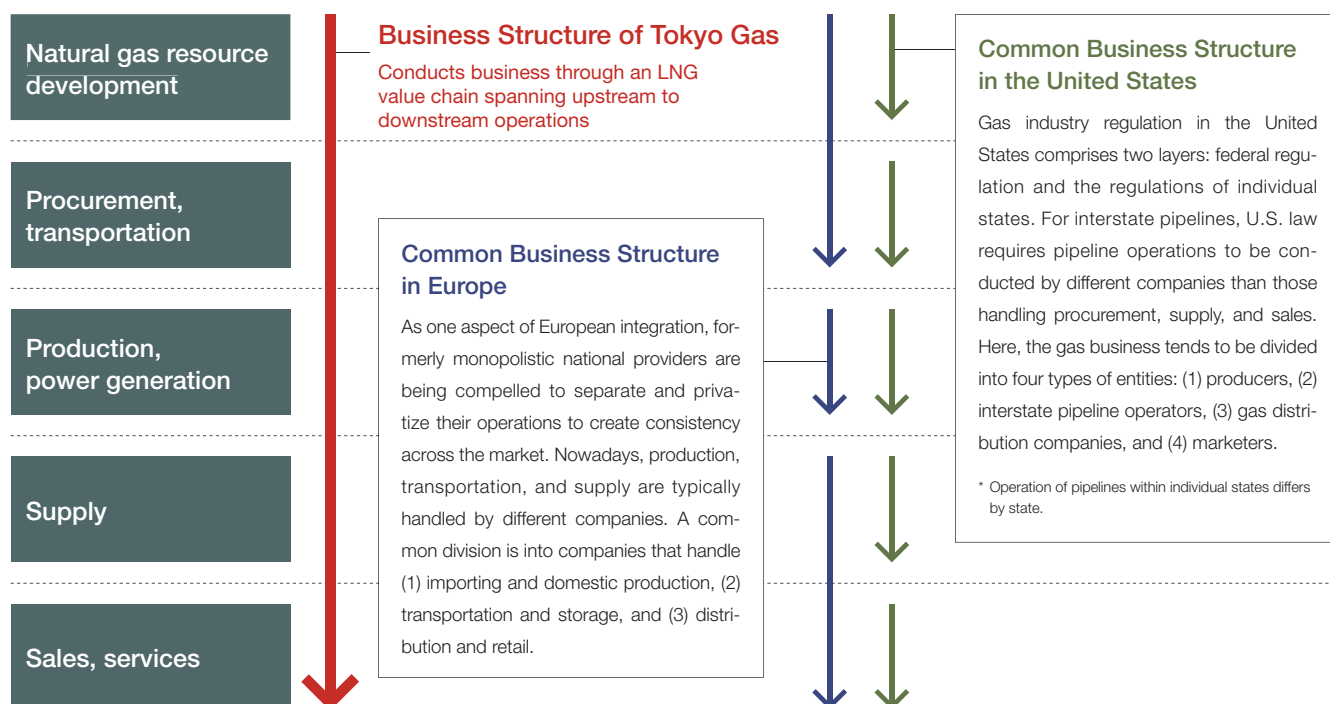 Natural gas resource
development
Procurement,
transportation
Production,
power generation
Supply
Sales, services
Business Structure of Tokyo Gas
Conducts business through an LNG
value chain spanning upstream to
downstream operations
Common Business Structure
in Europe
As one aspect of European integration, for-
merly monopolistic national providers are
being compelled to separate and priva-
tize their operations to create consistency
across the market. Nowadays, production,
transportation, and supply are typically
handled by different companies. A com-
mon division is into companies that handle
(1) importing and domestic production, (2)
transportation and storage, and (3) distri-
bution and retail.
Common Business Structure
in the United States
Gas industry regulation in the United
States comprises two layers: federal regu-
lation and the regulations of individual
states. For interstate pipelines, U.S. law
requires pipeline operations to be con-
ducted by different companies than those
handling procurement, supply, and sales.
Here, the gas business tends to be divided
into four types of entities: (1) producers, (2)
interstate pipeline operators, (3) gas distri-
bution companies, and (4) marketers.
* Operation of pipelines within individual states differs
by state.